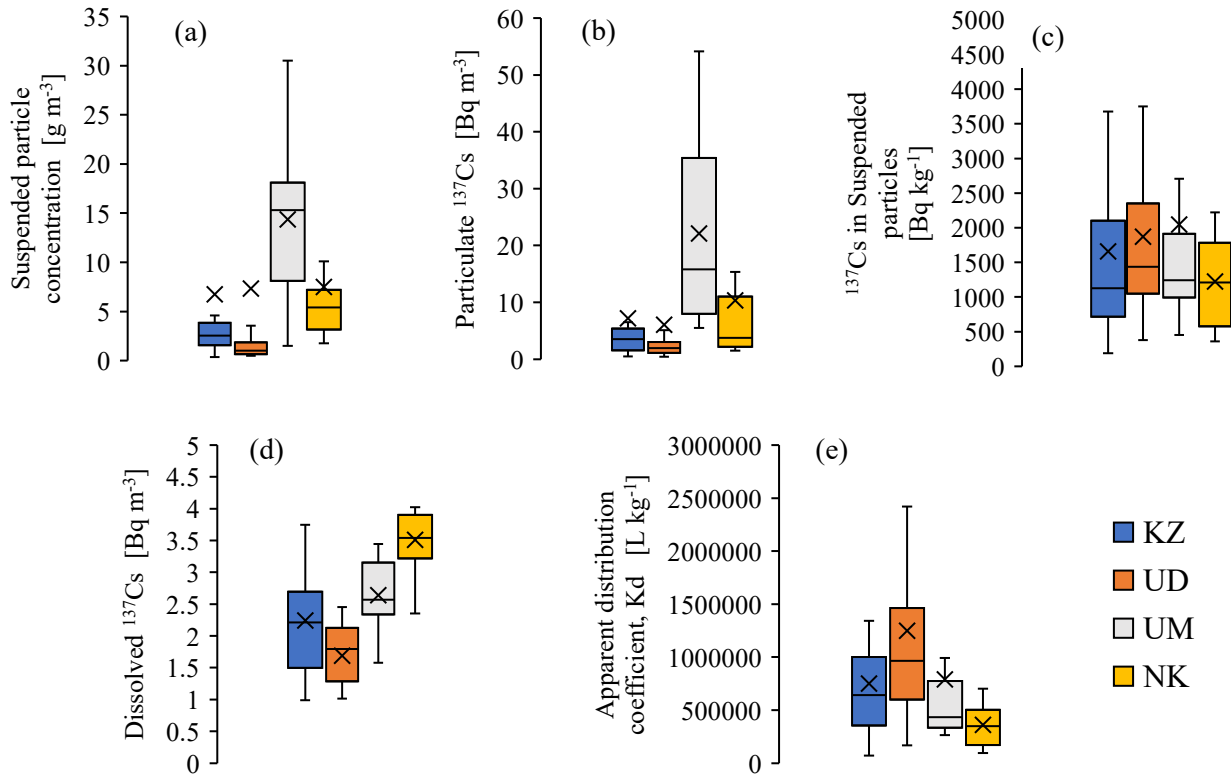 (a)
Suspended particle
concentration [g m-3]
35
30
25
20
15
10
5
0
(b)
Particulate 137Cs [Bq m-3]
60
50
40
30
20
10
0
(c)
137Cs in Suspended
particles
[Bq kg-1]
5000
4500
4000
3500
3000
2500
2000
1500
1000
500
0
(d)
Dissolved 137Cs [Bq m-3]
5
4.5
4
3.5
3
2.5
2
1.5
1
0.5
0
(e)
Apparent distribution
coefficient, Kd [L kg-1]
3000000
2500000
2000000
1500000
1000000
500000
0
KZ
UD
UM
NK